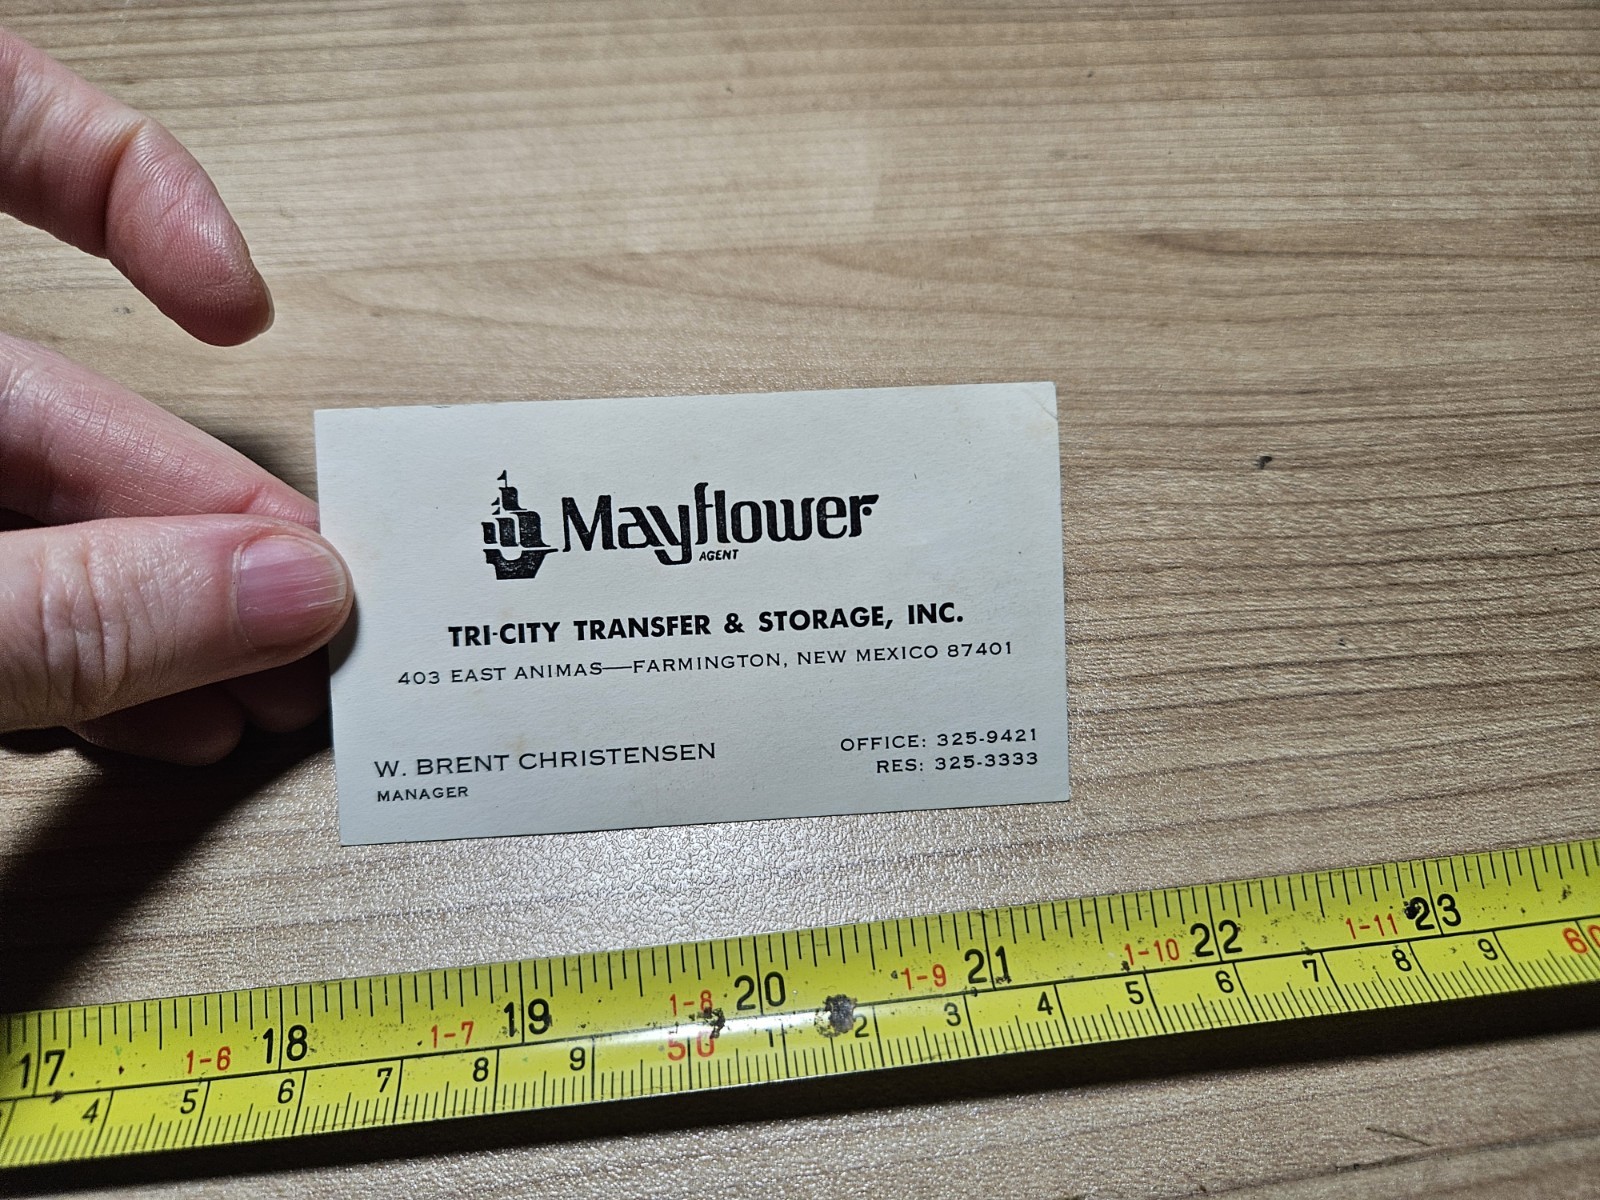 Mayflower
AGENT
TRI-CITY TRANSFER & STORAGE, INC.
403 EAST ANIMAS—FARMINGTON, NEW MEXICO 87401
W. BRENT CHRISTENSEN
MANAGER
OFFICE: 325-9421
RES: 325-3333
17 1-6 18 1-7 19 1-8 20 1-9 21 1-10 22 1-11 23
4 5 6 7 8 9 50 1 2 3 4 5 6 7 8 9 60